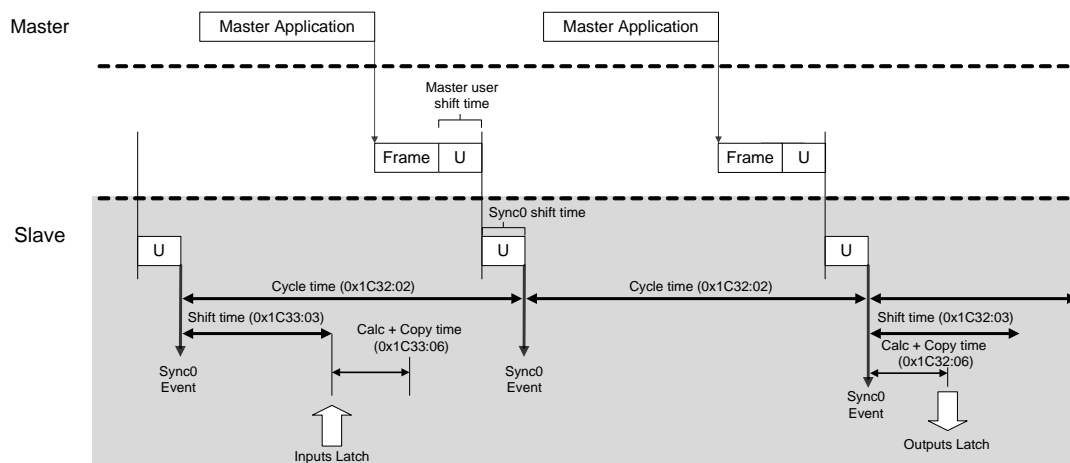 Master
Master Application
Master Application
Master user
shift time
Frame
U
Frame
U
Slave
Sync0 shift time
U
U
U
Cycle time (0x1C32:02)
Cycle time (0x1C32:02)
Shift time (0x1C33:03)
Shift time (0x1C32:03)
Calc + Copy time
(0x1C33:06)
Calc + Copy time
(0x1C32:06)
Sync0
Event
Sync0
Event
Sync0
Event
Inputs Latch
Outputs Latch